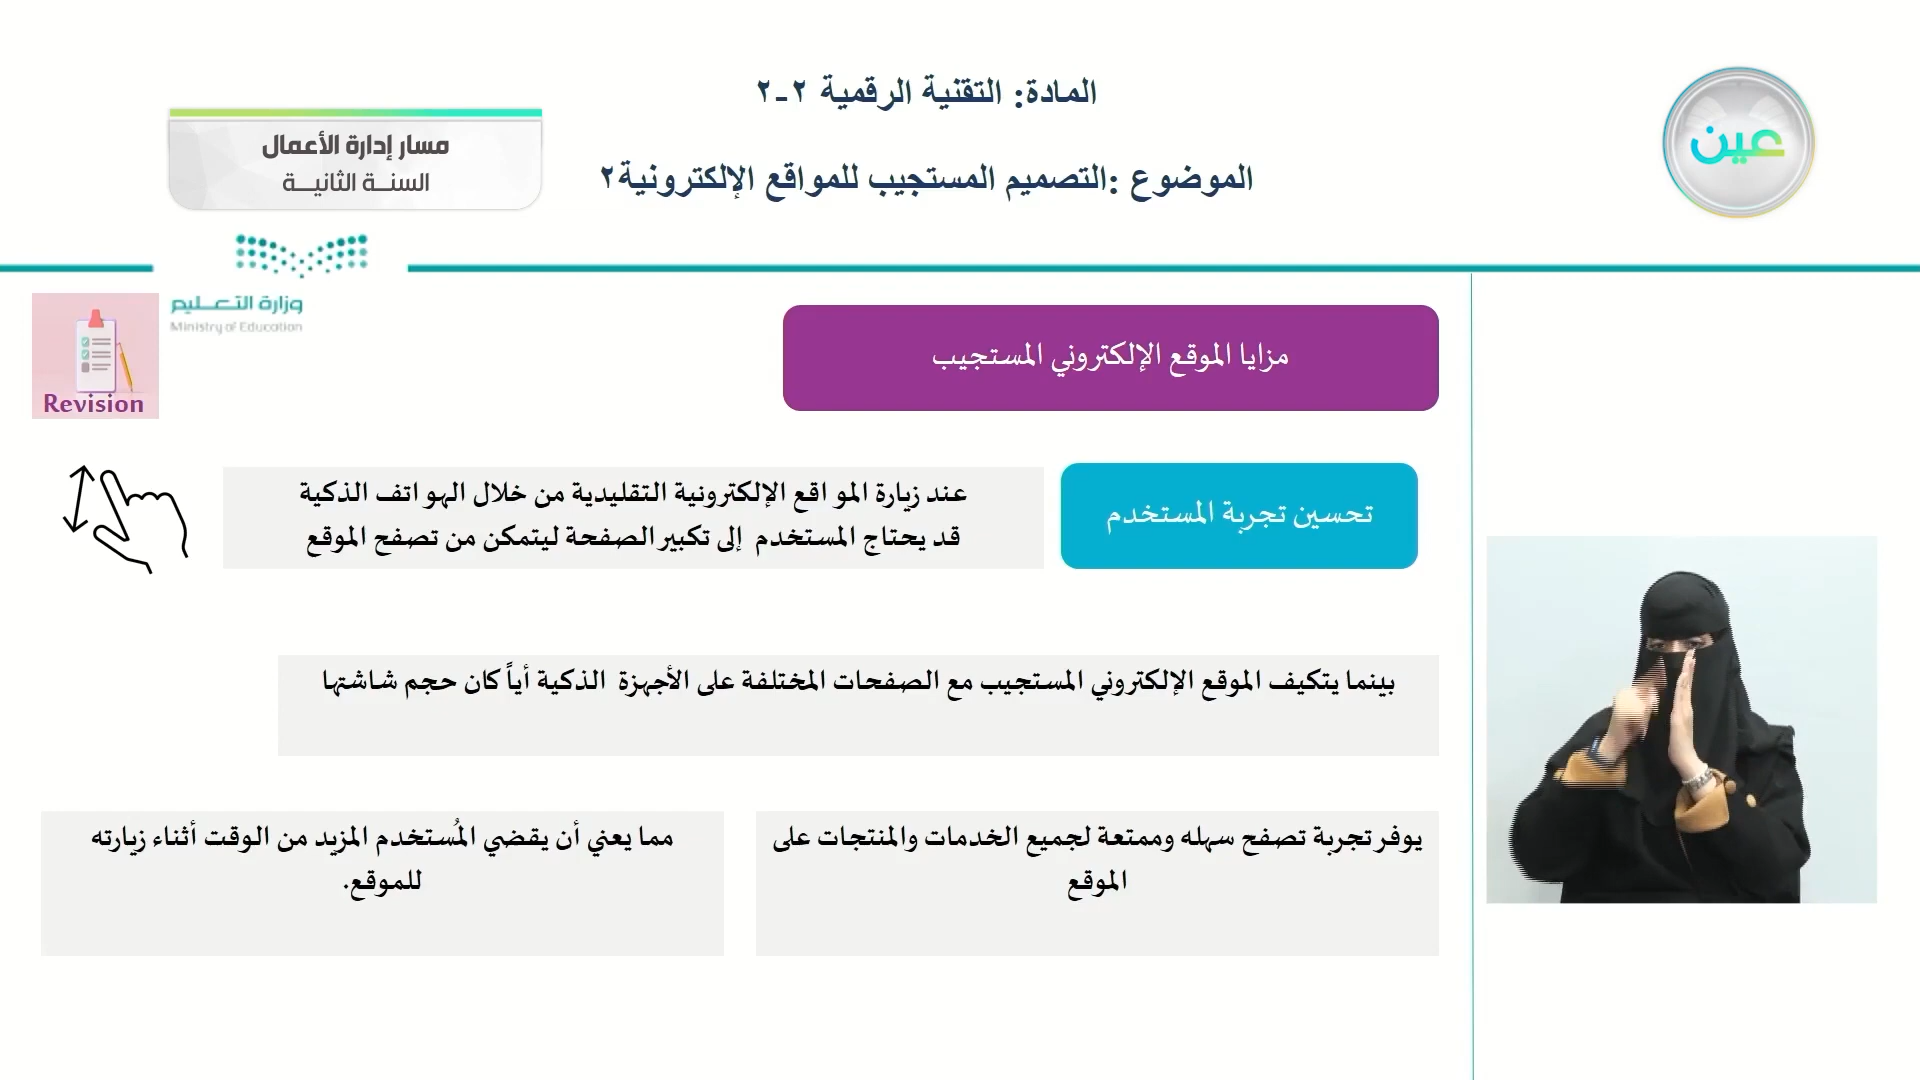 المادة: التقنية الرقمية ٢-٢
الموضوع :التصميم المستجيب للمواقع الإلكترونية٢
عين
مسار إدارة الأعمال
السنة الثانية
وزارة التعليم
Ministry of Education
Revision
مزايا الموقع الإلكتروني المستجيب
تحسين تجربة المستخدم
عند زيارة المواقع الإلكترونية التقليدية من خلال الهواتف الذكية
قد يحتاج المستخدم إلى تكبير الصفحة ليتمكن من تصفح الموقع
بينما يتكيف الموقع الإلكتروني المستجيب مع الصفحات المختلفة على الأجهزة الذكية أياً كان حجم شاشتها
يوفر تجربة تصفح سهله وممتعة لجميع الخدمات والمنتجات على
الموقع
مما يعني أن يقضي المُستخدم المزيد من الوقت أثناء زيارته
للموقع.